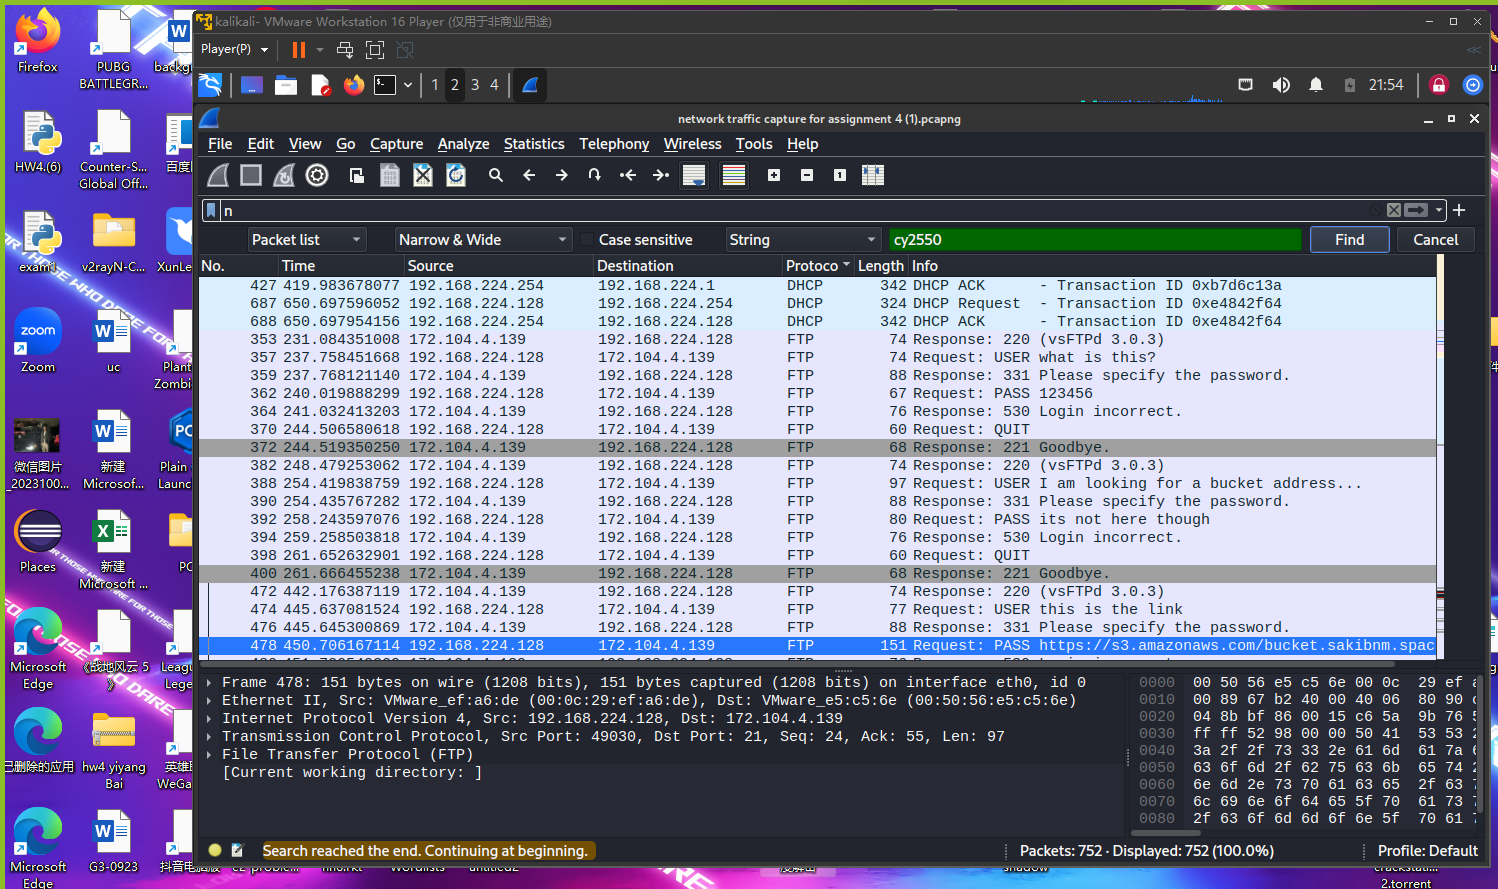 kalikali- VMware Workstation 16 Player (仅用于非商业用途)
Player(P)
1 2 3 4
21:54
network traffic capture for assignment 4 (1).pcapng
File Edit View Go Capture Analyze Statistics Telephony Wireless Tools Help
n
Packet list Narrow & Wide Case sensitive String cy2550 Find Cancel
No. Time Source Destination Protoco Length Info
427 419.983678077 192.168.224.254 192.168.224.1 DHCP 342 DHCP ACK - Transaction ID 0xb7d6c13a
687 650.697596052 192.168.224.128 192.168.224.254 DHCP 324 DHCP Request - Transaction ID 0xe4842f64
688 650.697954156 192.168.224.254 192.168.224.128 DHCP 342 DHCP ACK - Transaction ID 0xe4842f64
353 231.084351008 172.104.4.139 192.168.224.128 FTP 74 Response: 220 (vsFTPd 3.0.3)
357 237.758451668 192.168.224.128 172.104.4.139 FTP 74 Request: USER what is this?
359 237.768121140 172.104.4.139 192.168.224.128 FTP 88 Response: 331 Please specify the password.
362 240.019888299 192.168.224.128 172.104.4.139 FTP 67 Request: PASS 123456
364 241.032413203 172.104.4.139 192.168.224.128 FTP 76 Response: 530 Login incorrect.
370 244.506580618 192.168.224.128 172.104.4.139 FTP 60 Request: QUIT
372 244.519350250 172.104.4.139 192.168.224.128 FTP 68 Response: 221 Goodbye.
382 248.479253062 172.104.4.139 192.168.224.128 FTP 74 Response: 220 (vsFTPd 3.0.3)
388 254.419838759 192.168.224.128 172.104.4.139 FTP 97 Request: USER I am looking for a bucket address...
390 254.435767282 172.104.4.139 192.168.224.128 FTP 88 Response: 331 Please specify the password.
392 258.243597076 192.168.224.128 172.104.4.139 FTP 80 Request: PASS its not here though
394 259.258503818 172.104.4.139 192.168.224.128 FTP 76 Response: 530 Login incorrect.
398 261.652632901 192.168.224.128 172.104.4.139 FTP 60 Request: QUIT
400 261.666455238 172.104.4.139 192.168.224.128 FTP 68 Response: 221 Goodbye.
472 442.176387119 172.104.4.139 192.168.224.128 FTP 74 Response: 220 (vsFTPd 3.0.3)
474 445.637081524 192.168.224.128 172.104.4.139 FTP 77 Request: USER this is the link
476 445.645300869 172.104.4.139 192.168.224.128 FTP 88 Response: 331 Please specify the password.
478 450.706167114 192.168.224.128 172.104.4.139 FTP 151 Request: PASS https://s3.amazonaws.com/bucket.sakibnm.spac
Frame 478: 151 bytes on wire (1208 bits), 151 bytes captured (1208 bits) on interface eth0, id 0
Ethernet II, Src: VMware_ef:a6:de (00:0c:29:ef:a6:de), Dst: VMware_e5:c5:6e (00:50:56:e5:c5:6e)
Internet Protocol Version 4, Src: 192.168.224.128, Dst: 172.104.4.139
Transmission Control Protocol, Src Port: 49030, Dst Port: 21, Seq: 24, Ack: 55, Len: 97
File Transfer Protocol (FTP)
[Current working directory: ]
0000 00 50 56 e5 c5 6e 00 0c 29 ef
0010 00 89 67 b2 40 00 40 06 80 90
0020 04 8b bf 86 00 15 c6 5a 9b 76
0030 ff ff 52 98 00 00 50 41 53 53
0040 3a 2f 2f 73 33 2e 61 6d 61 7a
0050 63 6f 6d 2f 62 75 63 6b 65 74
0060 6e 6d 2e 73 70 61 63 65 2f 63
0070 6c 69 6e 6f 64 65 5f 70 61 73
0080 2f 63 6f 6d 6d 6f 6e 5f 70 61
Search reached the end. Continuing at beginning.
Packets: 752 · Displayed: 752 (100.0%)
Profile: Default
Firefox
PUBG
BATTLEGR...
backg
HW4.(6)
Counter-S...
Global Off...
百度
exam1
v2rayN-C...
XunLe
zoom
Zoom
uc
Plant
Zombi
微信图片
_2023100...
新建
Microsof...
Plain
Launc
Places
新建
Microsoft ...
PC
Microsoft
Edge
《战地风云 5
》
Leagu
Lege
已删除的应用
hw4 yiyang
Bai
英雄
WeGa
Microsoft
Edge
G3-0923
抖音电脑版
untitled2
shadow
crackstati...
2.torrent